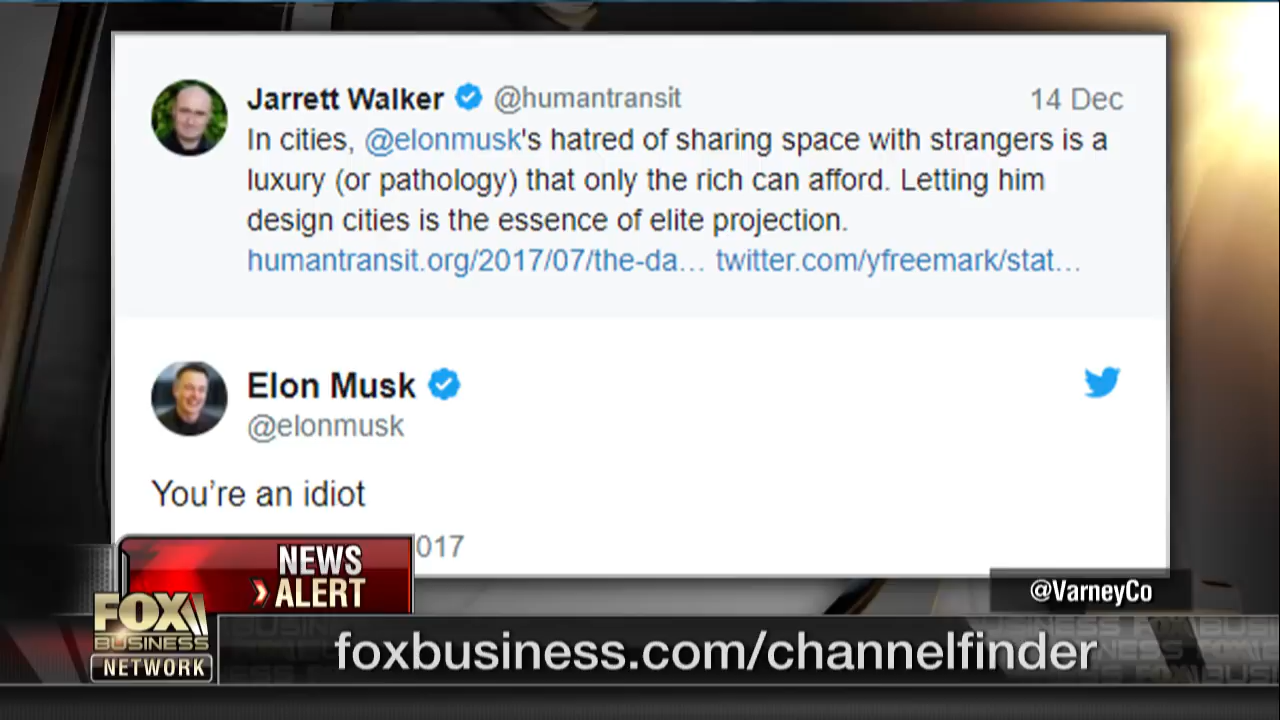 Jarrett Walker @humantransit 14 Dec
In cities, @elonmusk's hatred of sharing space with strangers is a
luxury (or pathology) that only the rich can afford. Letting him
design cities is the essence of elite projection.
humantransit.org/2017/07/the-da… twitter.com/yfreemark/stat…
Elon Musk
@elonmusk
You’re an idiot
017
NEWS
ALERT
@VarneyCo
FOX
BUSINESS
NETWORK
foxbusiness.com/channelfinder